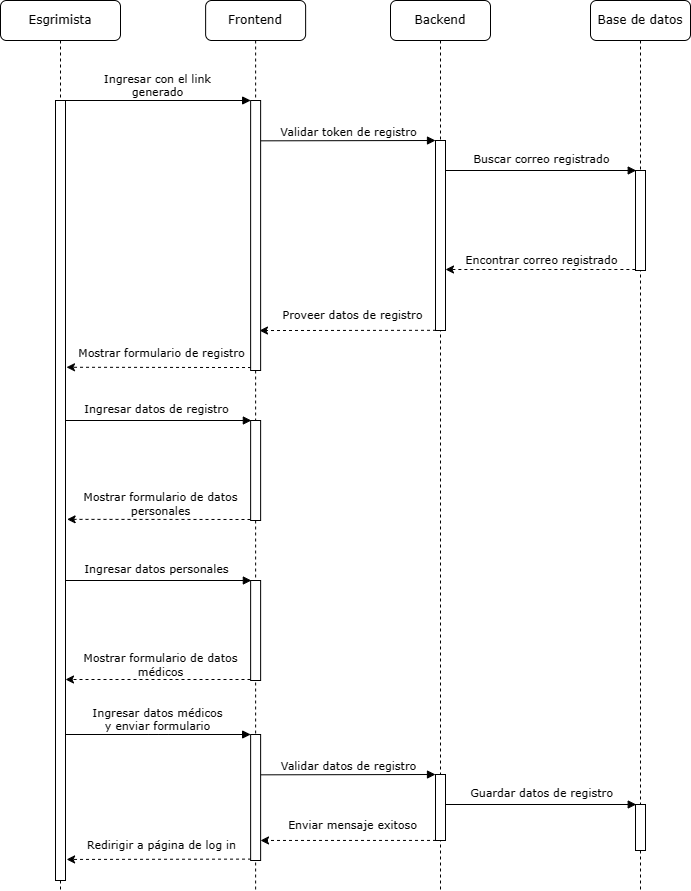 Esgrimista
Frontend
Backend
Base de datos
Ingresar con el link
generado
Validar token de registro
Buscar correo registrado
Encontrar correo registrado
Proveer datos de registro
Mostrar formulario de registro
Ingresar datos de registro
Mostrar formulario de datos
personales
Ingresar datos personales
Mostrar formulario de datos
médicos
Ingresar datos médicos
y enviar formulario
Validar datos de registro
Guardar datos de registro
Enviar mensaje exitoso
Redirigir a página de log in